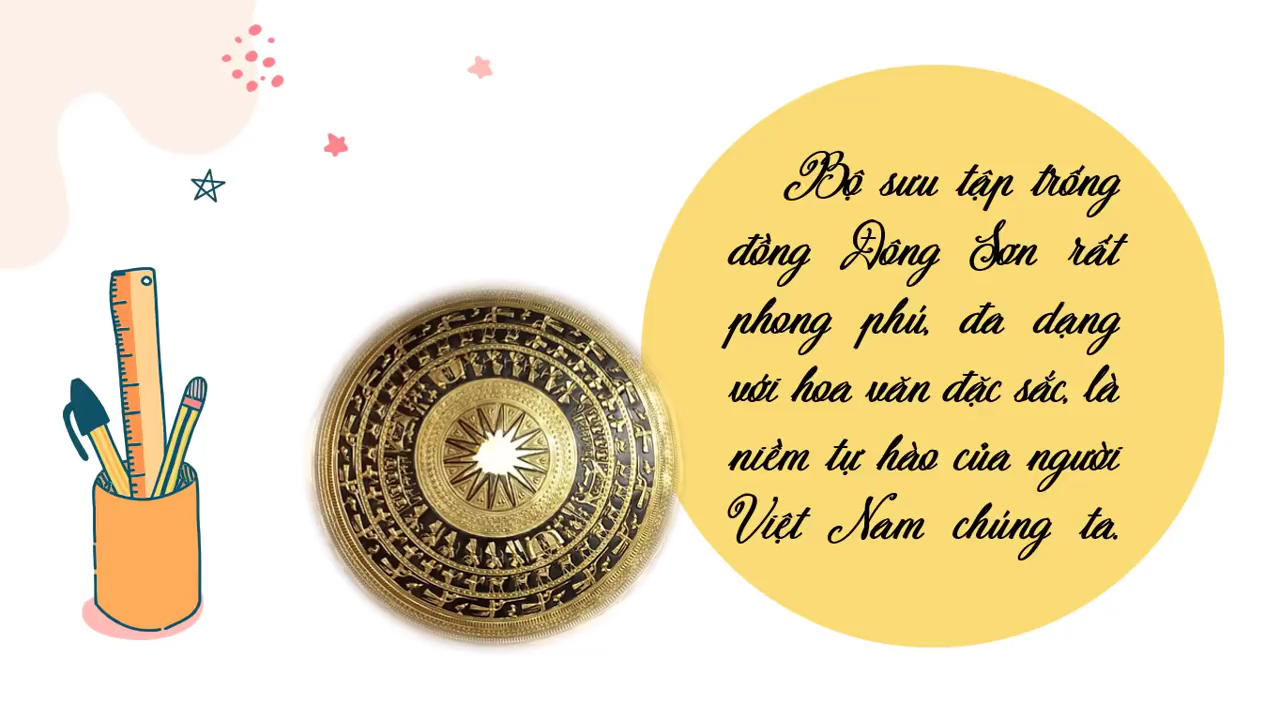 Bộ sưu tập trống
đồng Đông Sơn rất
phong phú, đa dạng
với hoa văn đặc sắc, là
niềm tự hào của người
Việt Nam chúng ta.